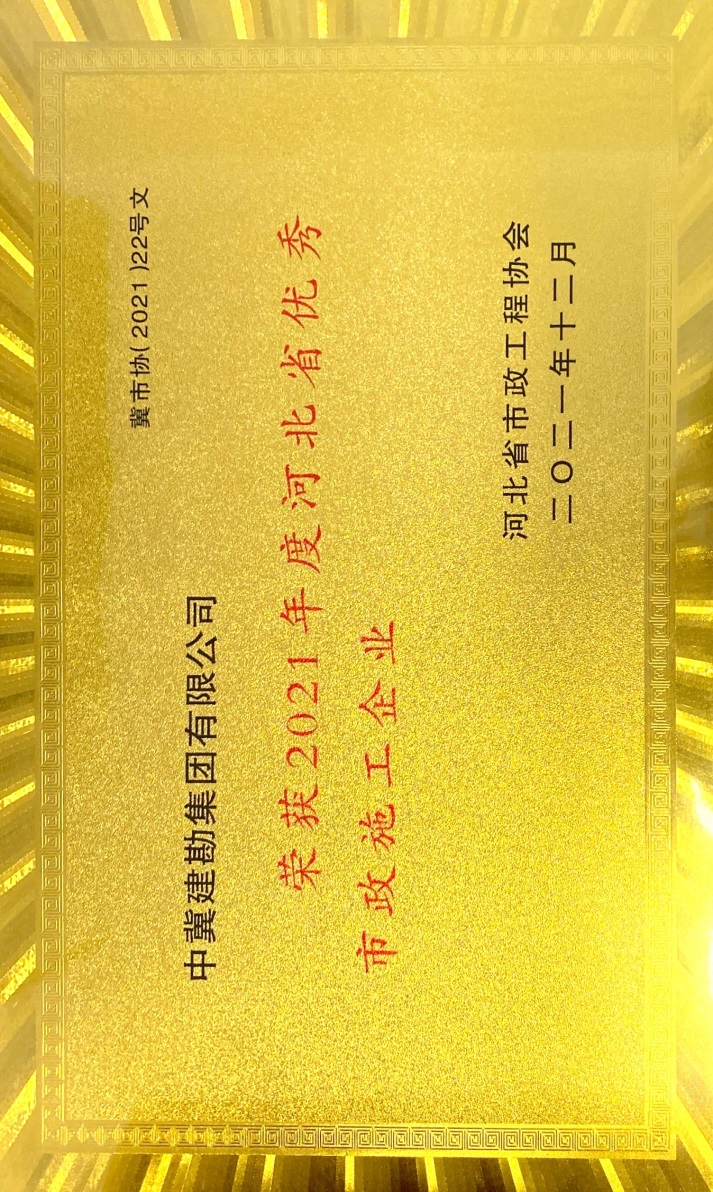 冀市协(2021)22号文
中冀建勘集团有限公司
荣获2021年度河北省优秀
市政施工企业
河北省市政工程协会
二〇二一年十二月